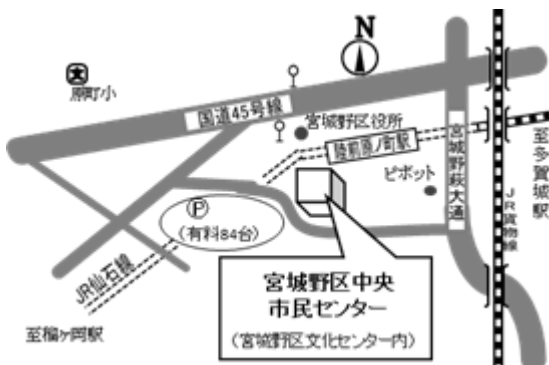 N
原町小
国道45号線
宮城野区役所
陸前原ノ町駅
宮城野萩大通
至多賀城駅
ピボット
JR貨物線
P
(有料84台)
JR仙石線
宮城野区中央
市民センター
(宮城野区文化センター内)
至榴ヶ岡駅